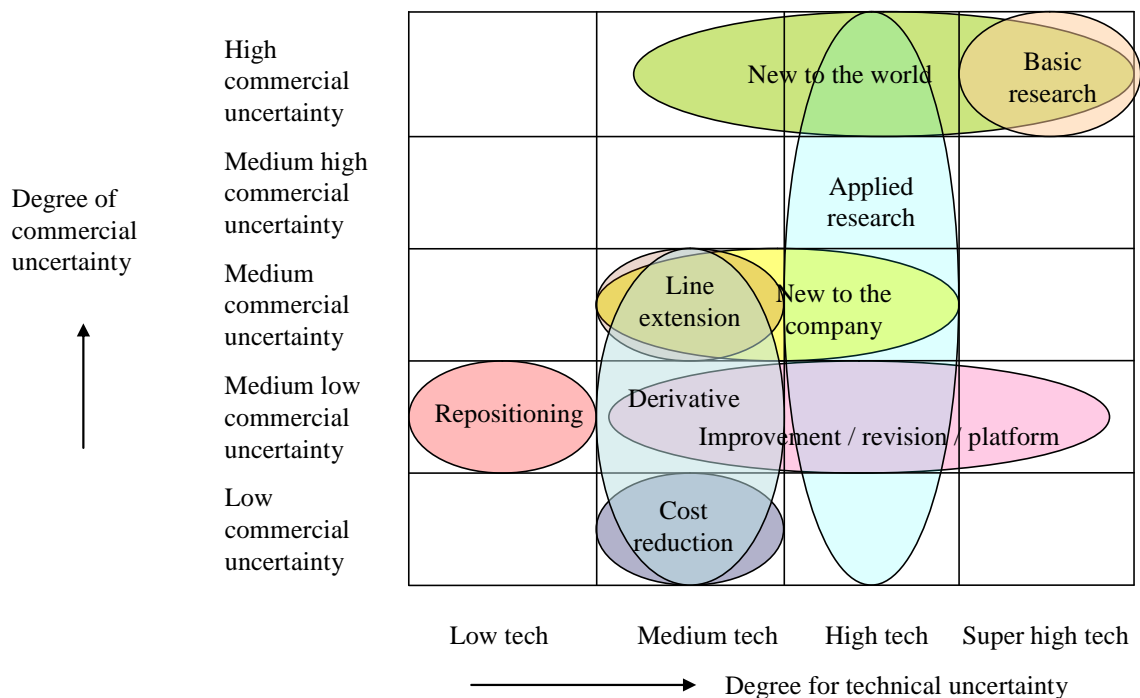 High
commercial
uncertainty
New to the world
Basic
research
Medium high
commercial
uncertainty
Applied
research
Degree of
commercial
uncertainty
Medium
commercial
uncertainty
Line
extension
New to the
company
Medium low
commercial
uncertainty
Repositioning
Derivative
Improvement / revision / platform
Low
commercial
uncertainty
Cost
reduction
Low tech
Medium tech
High tech
Super high tech
Degree for technical uncertainty